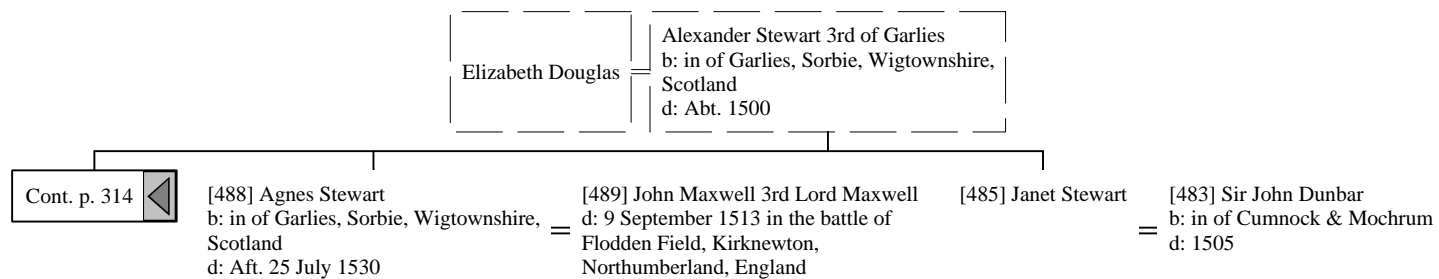 Elizabeth Douglas
=
Alexander Stewart 3rd of Garlies
b: in of Garlies, Sorbie, Wigtownshire,
Scotland
d: Abt. 1500
Cont. p. 314
[488] Agnes Stewart
b: in of Garlies, Sorbie, Wigtownshire,
Scotland
d: Aft. 25 July 1530
=
[489] John Maxwell 3rd Lord Maxwell
d: 9 September 1513 in the battle of
Flodden Field, Kirknewton,
Northumberland, England
[485] Janet Stewart
=
[483] Sir John Dunbar
b: in of Cumnock & Mochrum
d: 1505